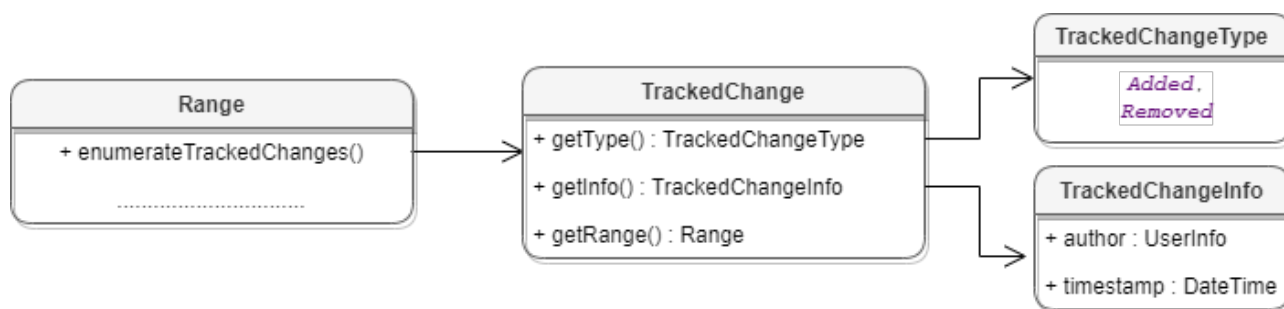 Range
+ enumerateTrackedChanges()
..............................
TrackedChange
+ getType() : TrackedChangeType
+ getInfo() : TrackedChangeInfo
+ getRange() : Range
TrackedChangeType
Added,
Removed
TrackedChangeInfo
+ author : UserInfo
+ timestamp : DateTime